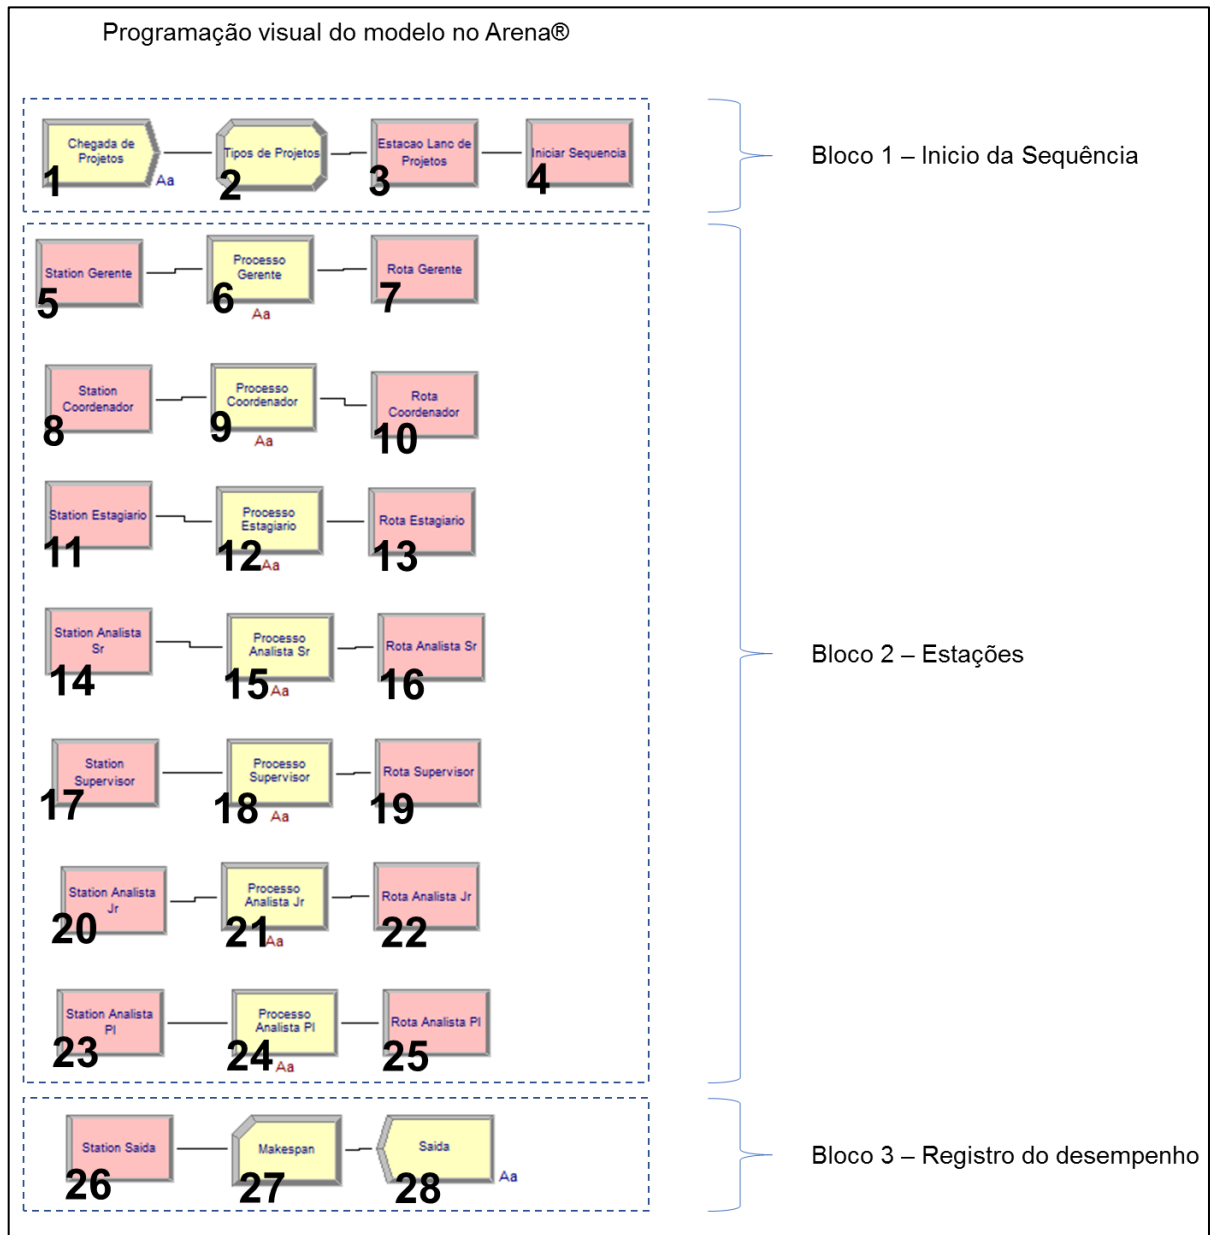 Programação visual do modelo no Arena®
Chegada de
Projetos
1
Aa
Tipos de Projetos
2
Estacao Lanc de
Projetos
3
Iniciar Sequencia
4
Bloco 1 – Inicio da Sequência
Station Gerente
5
Processo
Gerente
6
Aa
Rota Gerente
7
Station
Coordenador
8
Processo
Coordenador
9
Aa
Rota
Coordenador
10
Station Estagiario
11
Processo
Estagiario
12
Aa
Rota Estagiario
13
Station Analista
Sr
14
Processo
Analista Sr
15
Aa
Rota Analista Sr
16
Bloco 2 – Estações
Station
Supervisor
17
Processo
Supervisor
18
Aa
Rota Supervisor
19
Station Analista
Jr
20
Processo
Analista Jr
21
Aa
Rota Analista Jr
22
Station Analista
Pl
23
Processo
Analista Pl
24
Aa
Rota Analista Pl
25
Station Saida
26
Makespan
27
Saida
28
Aa
Bloco 3 – Registro do desempenho